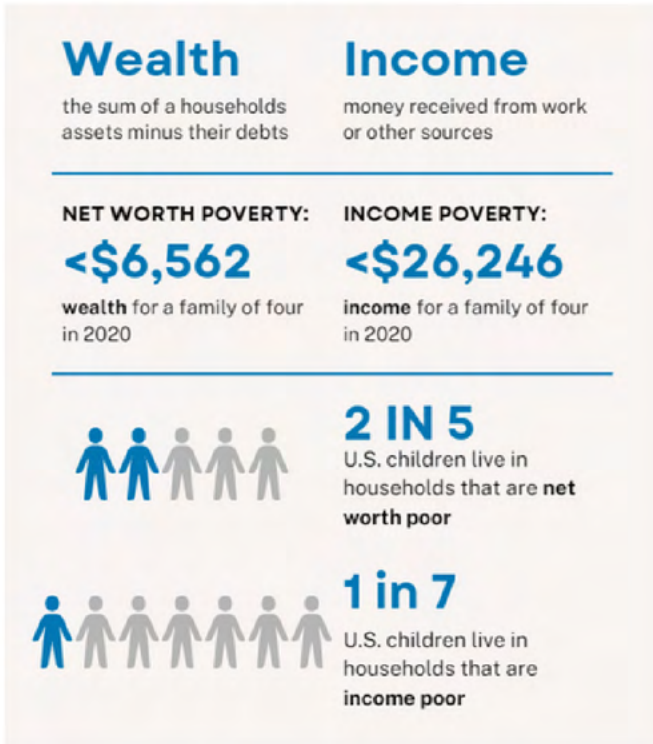 Wealth
the sum of a households
assets minus their debts
Income
money received from work
or other sources
NET WORTH POVERTY:
<$6,562
wealth for a family of four
in 2020
INCOME POVERTY:
<$26,246
income for a family of four
in 2020
2 IN 5
U.S. children live in
households that are net
worth poor
1 in 7
U.S. children live in
households that are
income poor